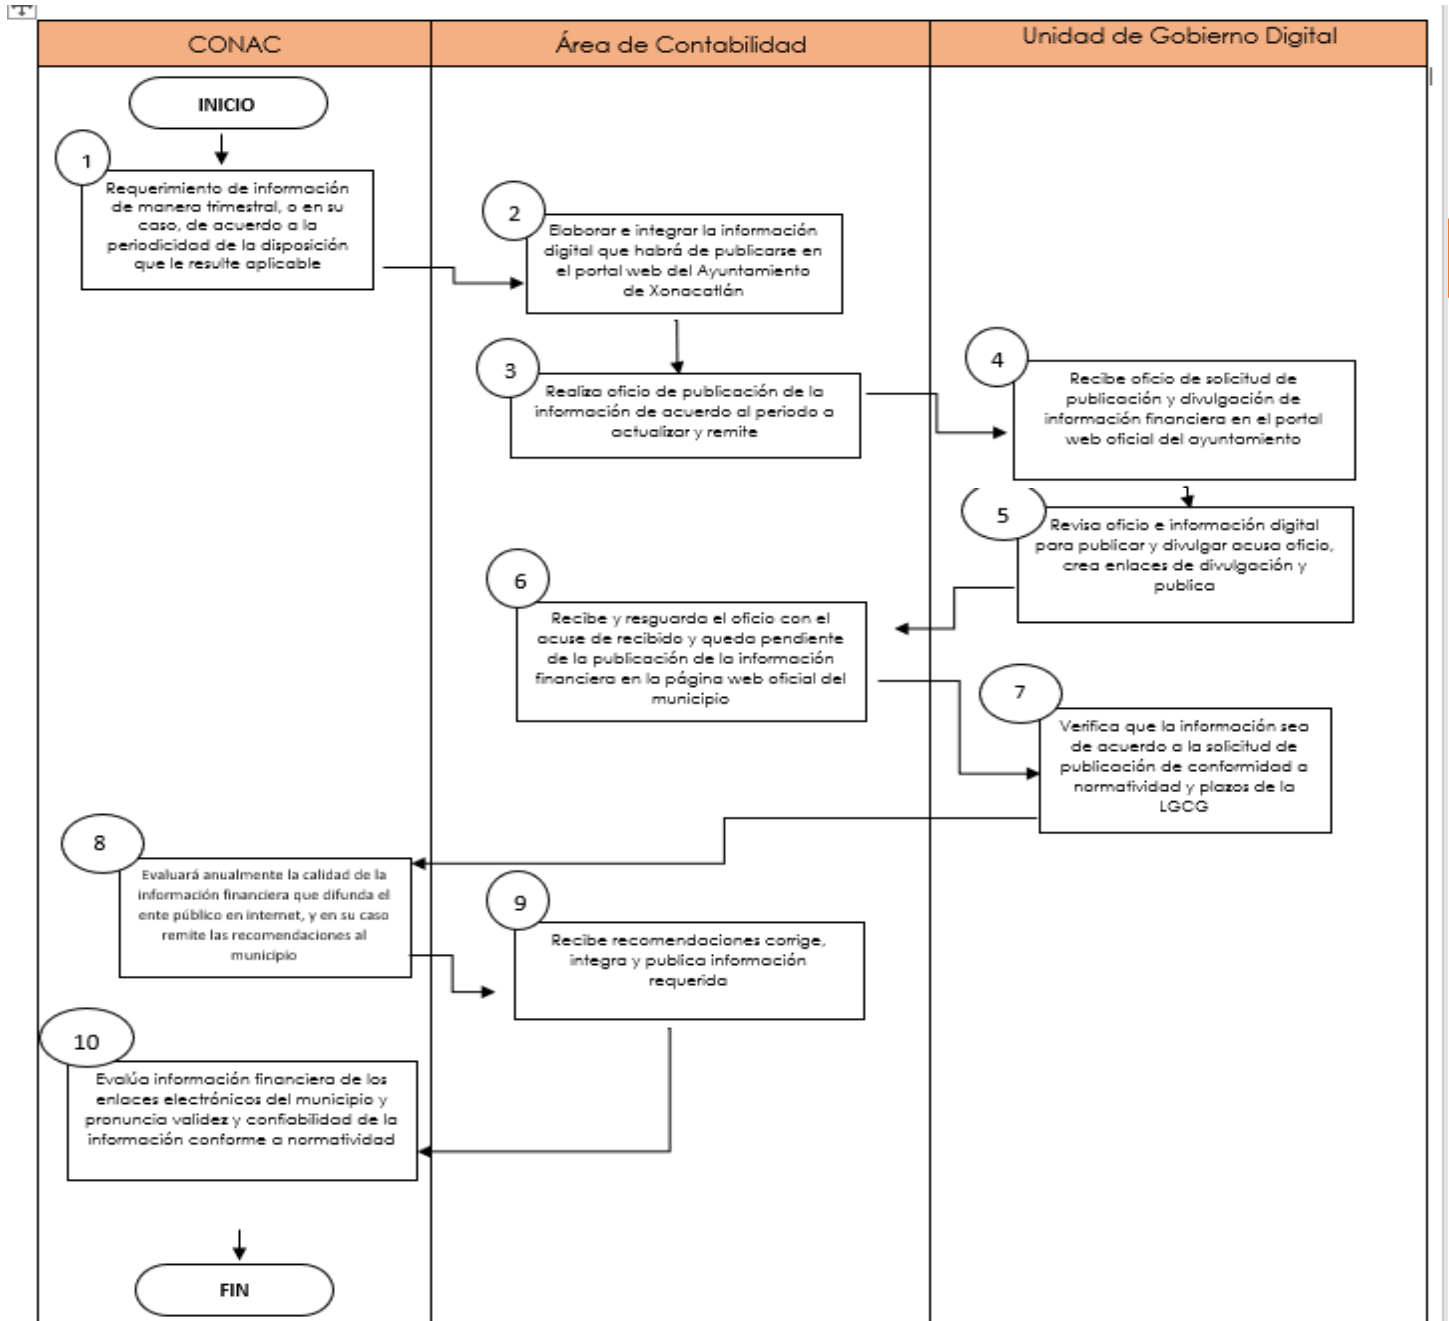 CONAC
Área de Contabilidad
Unidad de Gobierno Digital
INICIO
1
Requerimiento de información
de manera trimestral, o en su
caso, de acuerdo a la
periodicidad de la disposición
que le resulte aplicable
2
Elaborar e integrar la información
digital que habrá de publicarse en
el portal web del Ayuntamiento
de Xonacatlán
3
Realiza oficio de publicación de la
información de acuerdo al periodo a
actualizar y remite
4
Recibe oficio de solicitud de
publicación y divulgación de
información financiera en el portal
web oficial del ayuntamiento
5
Revisa oficio e información digital
para publicar y divulgar acusa oficio,
crea enlaces de divulgación y
publica
6
Recibe y resguarda el oficio con el
acuse de recibido y queda pendiente
de la publicación de la información
financiera en la página web oficial del
municipio
7
Verifica que la información sea
de acuerdo a la solicitud de
publicación de conformidad a
normatividad y plazos de la
LGCG
8
Evaluará anualmente la calidad de la
información financiera que difunda el
ente público en internet, y en su caso
remite las recomendaciones al
municipio
9
Recibe recomendaciones corrige,
integra y publica información
requerida
10
Evalúa información financiera de los
enlaces electrónicos del municipio y
pronuncia validez y confiabilidad de la
información conforme a normatividad
FIN